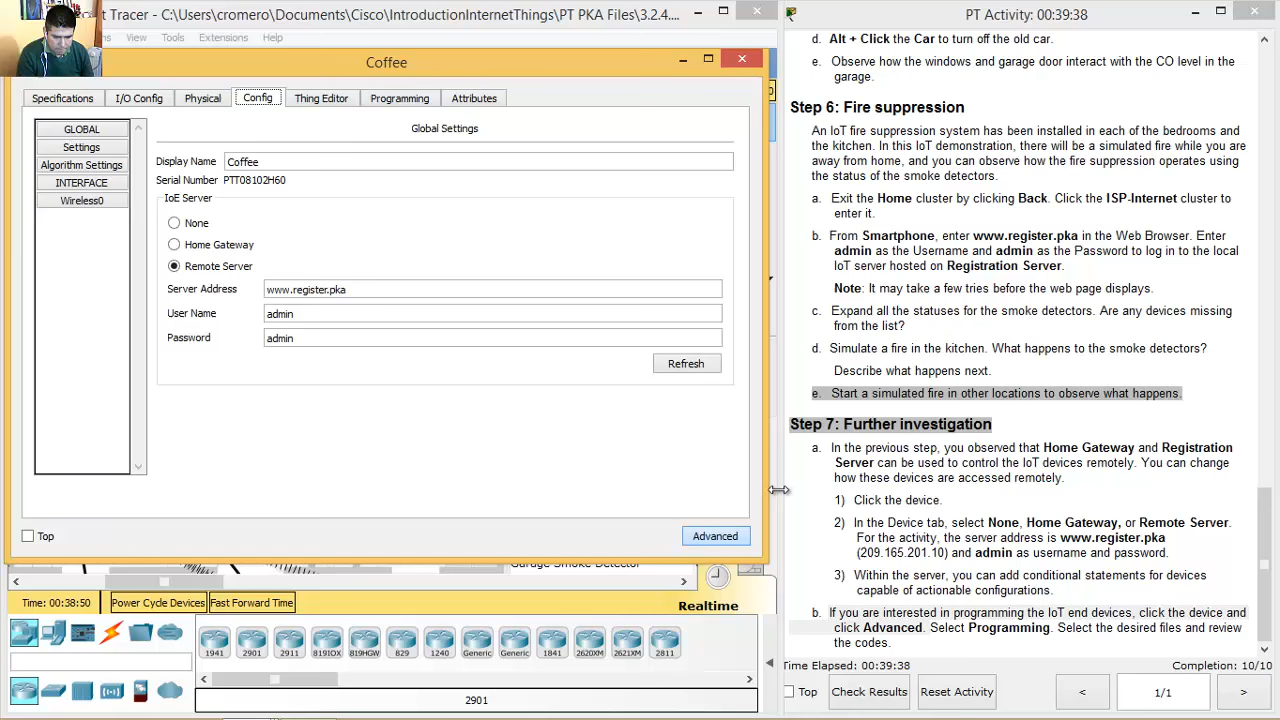 t Tracer - C:\Users\cromero\Documents\Cisco\IntroductionInternetThings\PT PKA Files\3.2.4....
View Tools Extensions Help
Coffee
Specifications I/O Config Physical Config Thing Editor Programming Attributes
GLOBAL
Settings
Algorithm Settings
INTERFACE
Wireless0
Global Settings
Display Name Coffee
Serial Number PTT08102H60
IoE Server
None
Home Gateway
Remote Server
Server Address www.register.pka
User Name admin
Password admin
Refresh
Top
Advanced
Garage Smoke Detector
Time: 00:38:50 Power Cycle Devices Fast Forward Time
Realtime
1941 2901 2911 819IOX 819HGW 829 1240 Generic Generic 1841 2620XM 2621XM 2811
2901
PT Activity: 00:39:38
d. Alt + Click the Car to turn off the old car.
e. Observe how the windows and garage door interact with the CO level in the
garage.
Step 6: Fire suppression
An IoT fire suppression system has been installed in each of the bedrooms and
the kitchen. In this IoT demonstration, there will be a simulated fire while you are
away from home, and you can observe how the fire suppression operates using
the status of the smoke detectors.
a. Exit the Home cluster by clicking Back. Click the ISP-Internet cluster to
enter it.
b. From Smartphone, enter www.register.pka in the Web Browser. Enter
admin as the Username and admin as the Password to log in to the local
IoT server hosted on Registration Server.
Note: It may take a few tries before the web page displays.
c. Expand all the statuses for the smoke detectors. Are any devices missing
from the list?
d. Simulate a fire in the kitchen. What happens to the smoke detectors?
Describe what happens next.
e. Start a simulated fire in other locations to observe what happens.
Step 7: Further investigation
a. In the previous step, you observed that Home Gateway and Registration
Server can be used to control the IoT devices remotely. You can change
how these devices are accessed remotely.
1) Click the device.
2) In the Device tab, select None, Home Gateway, or Remote Server.
For the activity, the server address is www.register.pka
(209.165.201.10) and admin as username and password.
3) Within the server, you can add conditional statements for devices
capable of actionable configurations.
b. If you are interested in programming the IoT end devices, click the device and
click Advanced. Select Programming. Select the desired files and review
the codes.
Time Elapsed: 00:39:38 Completion: 10/10
Top Check Results Reset Activity < 1/1 >